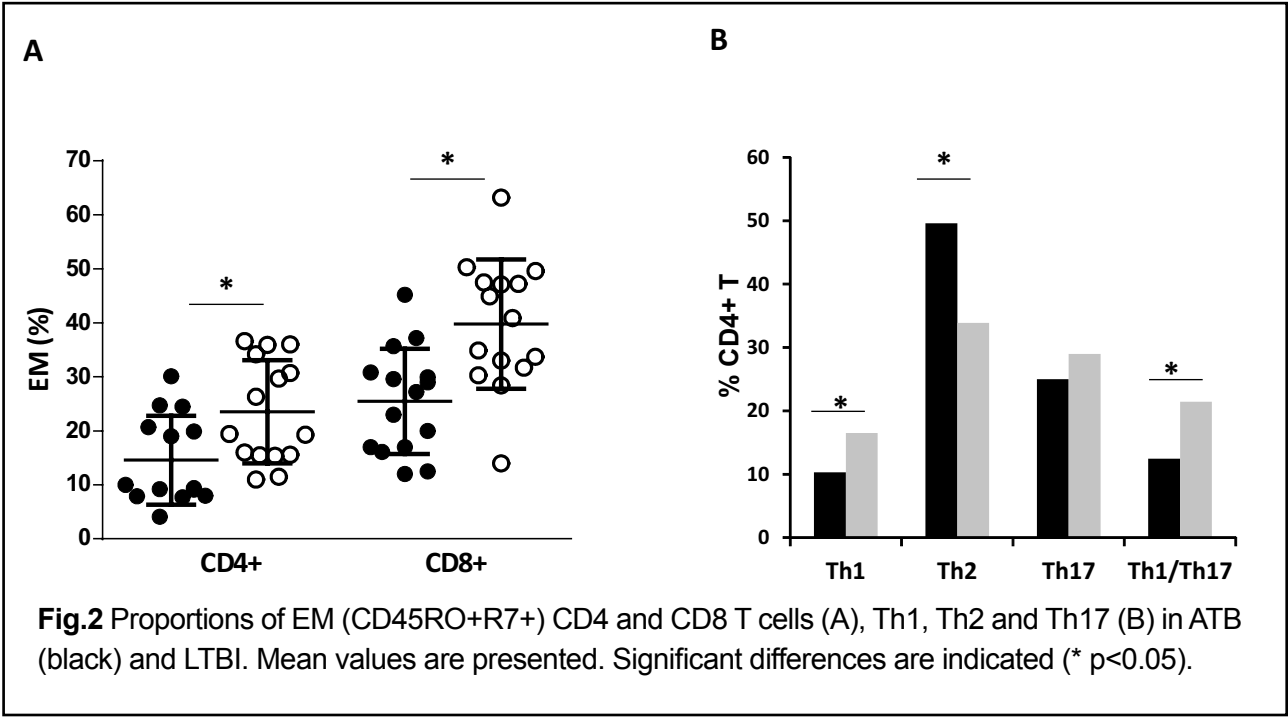 A
B
*
*
70
60
50
40
30
20
10
0
EM (%)
CD4+
CD8+
*
*
*
60
50
40
30
20
10
0
% CD4+ T
Th1
Th2
Th17
Th1/Th17
Fig.2 Proportions of EM (CD45RO+R7+) CD4 and CD8 T cells (A), Th1, Th2 and Th17 (B) in ATB
(black) and LTBI. Mean values are presented. Significant differences are indicated (* p<0.05).